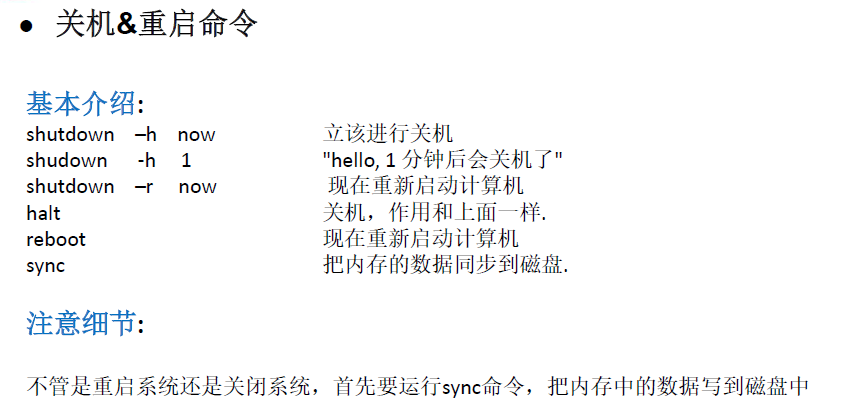 ● 关机&重启命令
基本介绍:
shutdown –h now 立该进行关机
shudown -h 1 "hello, 1 分钟后会关机了"
shutdown –r now 现在重新启动计算机
halt 关机，作用和上面一样.
reboot 现在重新启动计算机
sync 把内存的数据同步到磁盘.
注意细节:
不管是重启系统还是关闭系统，首先要运行sync命令，把内存中的数据写到磁盘中